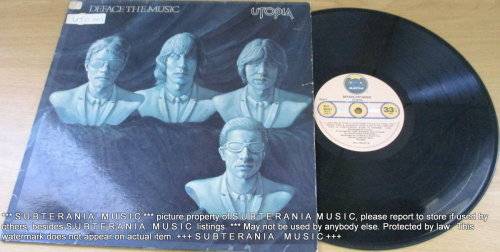 DEFACE THE MUSIC
UTOPIA
33
*** S U B T E R A N I A  M U S I C *** picture property of S U B T E R A N I A  M U S I C, please report to store if used by
others, besides S U B T E R A N I A  M U S I C  listings. *** May not be used by anybody else. Protected by law. This
watermark does not appear on actual item. +++ S U B T E R A N I A  M U S I C +++